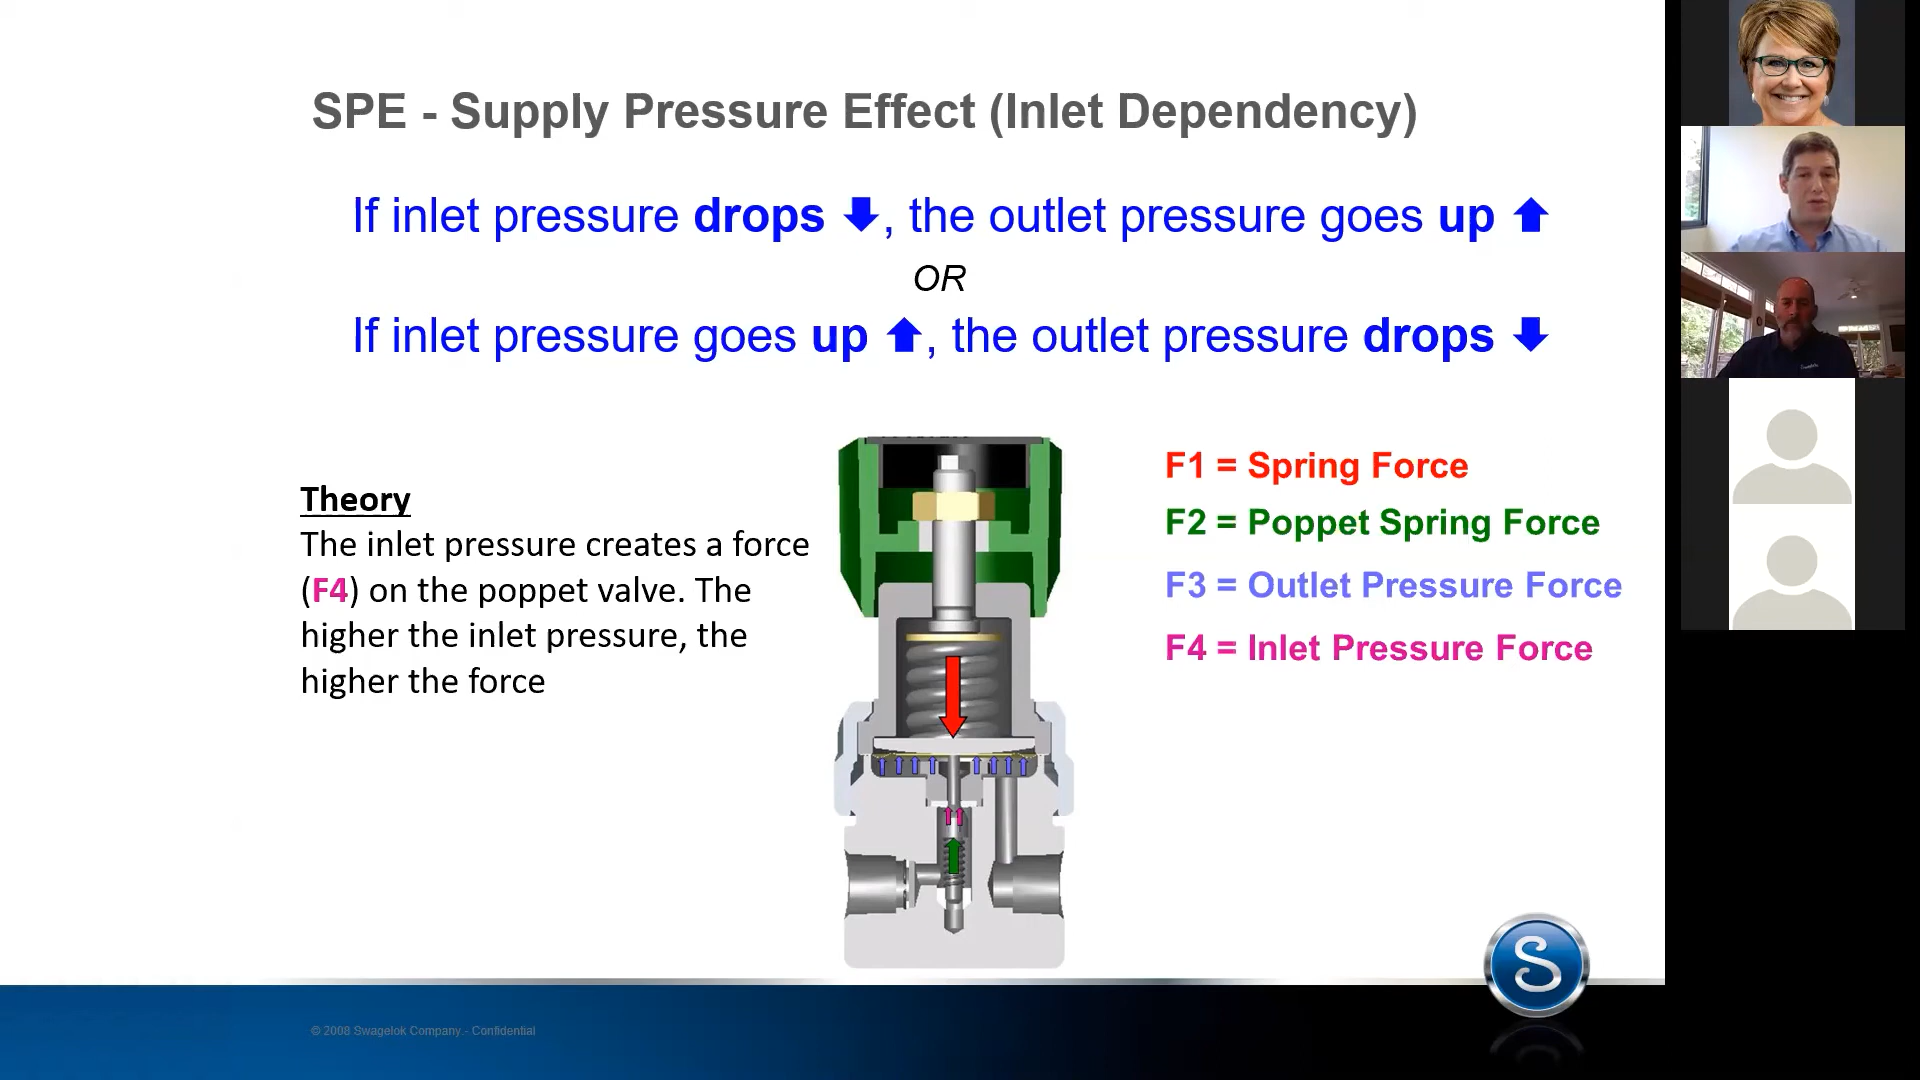 SPE - Supply Pressure Effect (Inlet Dependency)
If inlet pressure drops ⬇, the outlet pressure goes up ⬆
OR
If inlet pressure goes up ⬆, the outlet pressure drops ⬇
Theory
The inlet pressure creates a force
(F4) on the poppet valve. The
higher the inlet pressure, the
higher the force
F1 = Spring Force
F2 = Poppet Spring Force
F3 = Outlet Pressure Force
F4 = Inlet Pressure Force
S
© 2008 Swagelok Company.- Confidential